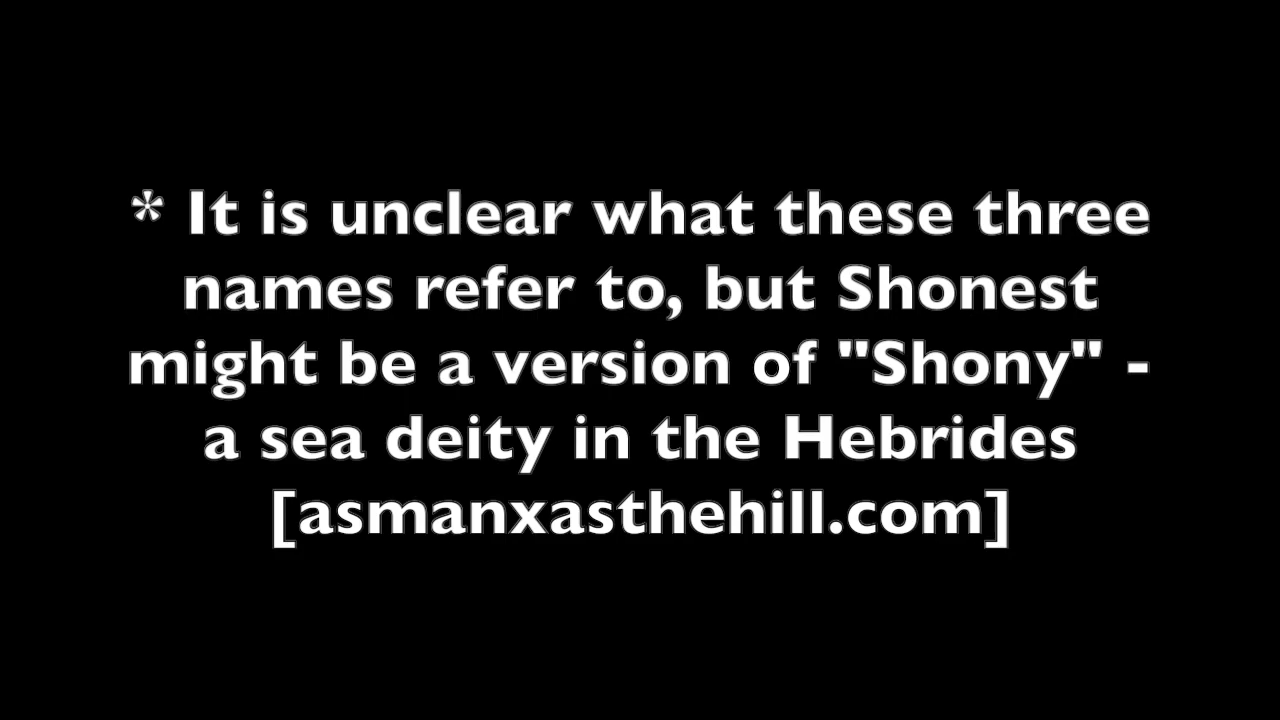 * It is unclear what these three
names refer to, but Shonest
might be a version of "Shony" -
a sea deity in the Hebrides
[asmanxasthehill.com]